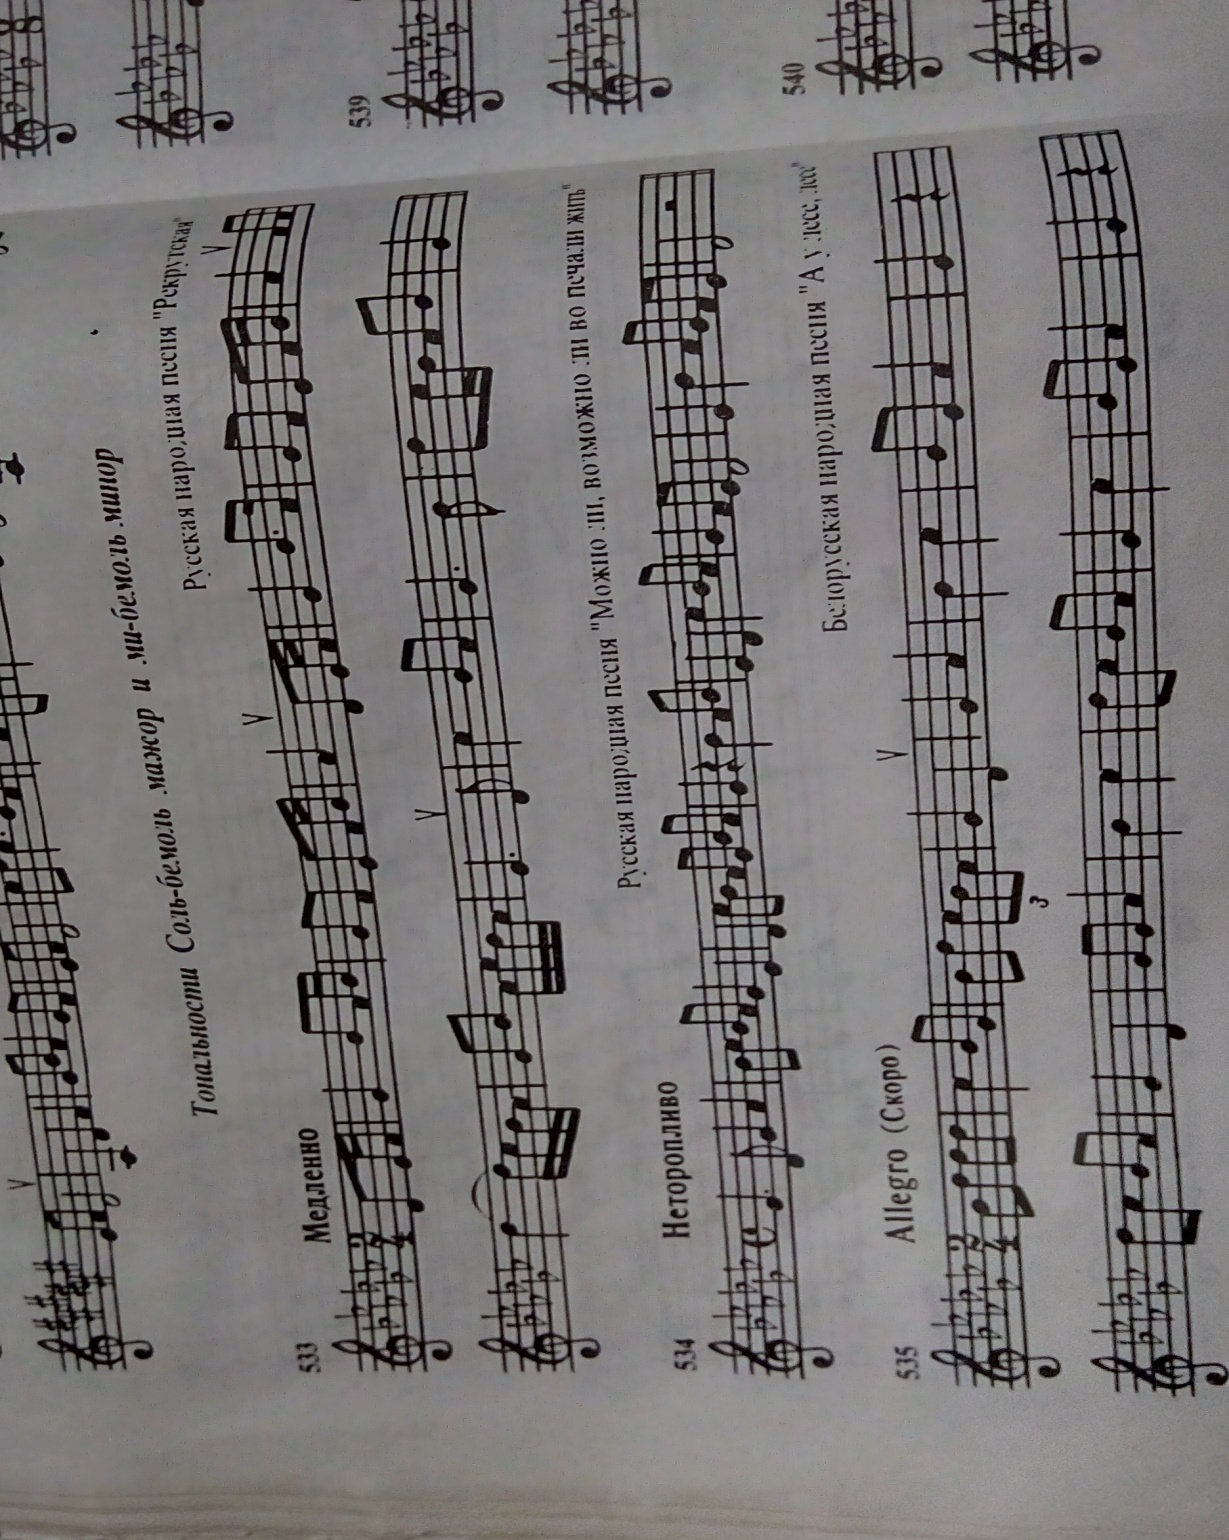 Тональности Соль-бемоль мажор и ми-бемоль минор
533
Медленно
Русская народная песня "Рекрутская"
534
Неторопливо
Русская народная песня "Можно ли, возможно ли во печали жить"
535
Allegro (Скоро)
Белорусская народная песня "А у лесе, лесе"
3
539
540